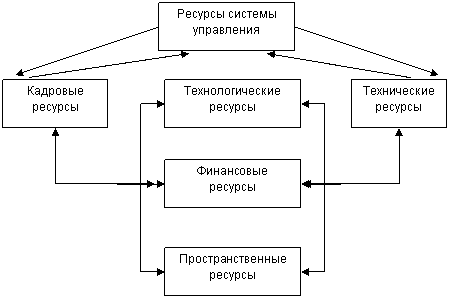 Ресурсы системы
управления
Кадровые
ресурсы
Технологические
ресурсы
Технические
ресурсы
Финансовые
ресурсы
Пространственные
ресурсы